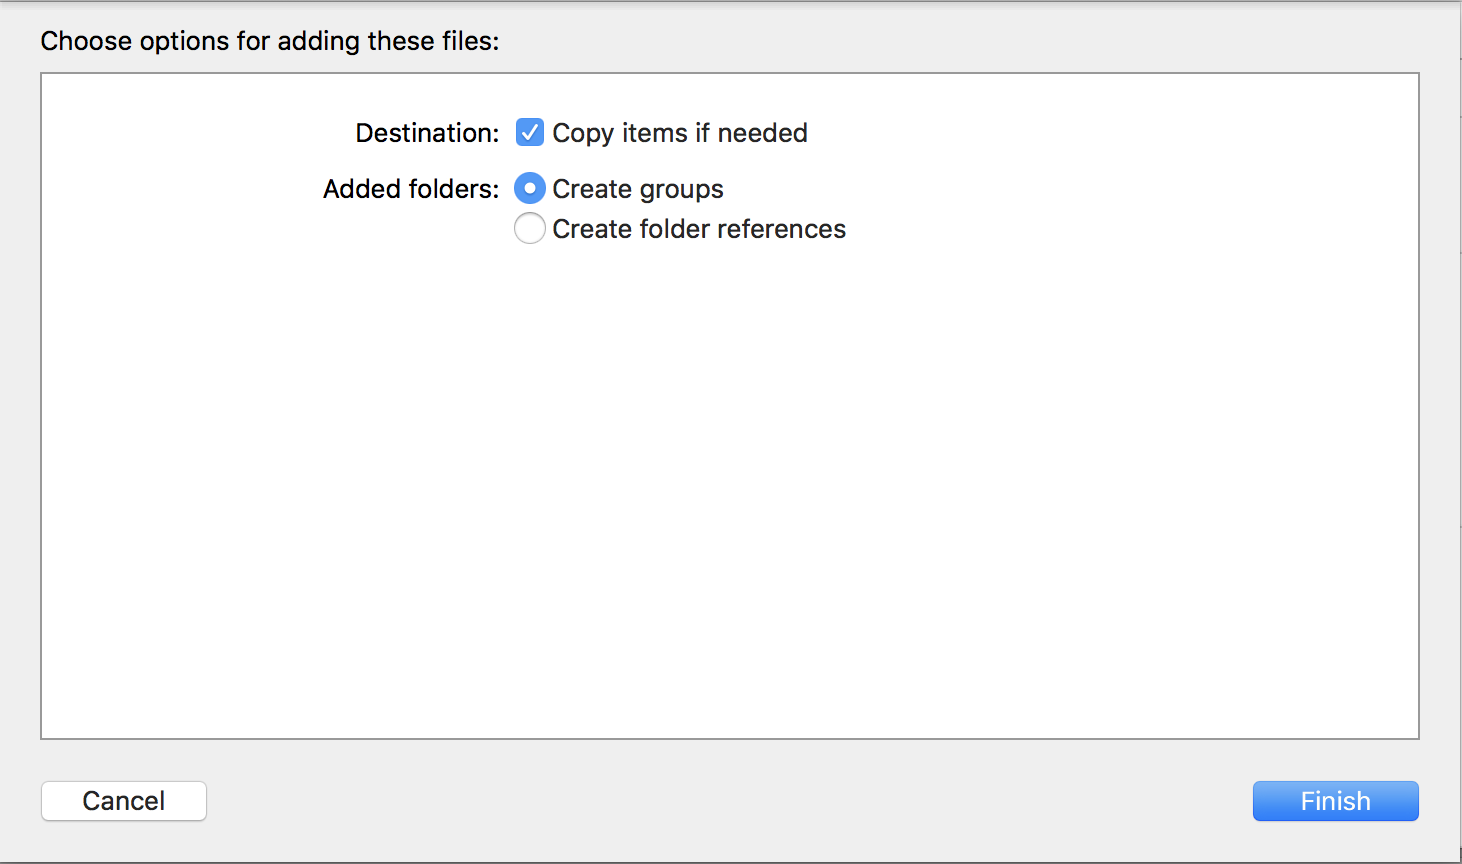 Choose options for adding these files:
Destination: Copy items if needed
Added folders: Create groups
Create folder references
Cancel Finish